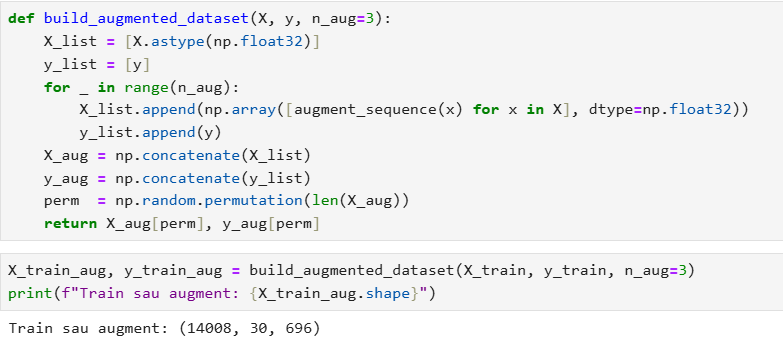 def build_augmented_dataset(X, y, n_aug=3):
    X_list = [X.astype(np.float32)]
    y_list = [y]
    for _ in range(n_aug):
        X_list.append(np.array([augment_sequence(x) for x in X], dtype=np.float32))
        y_list.append(y)
    X_aug = np.concatenate(X_list)
    y_aug = np.concatenate(y_list)
    perm  = np.random.permutation(len(X_aug))
    return X_aug[perm], y_aug[perm]
X_train_aug, y_train_aug = build_augmented_dataset(X_train, y_train, n_aug=3)
print(f"Train sau augment: {X_train_aug.shape}")
Train sau augment: (14008, 30, 696)